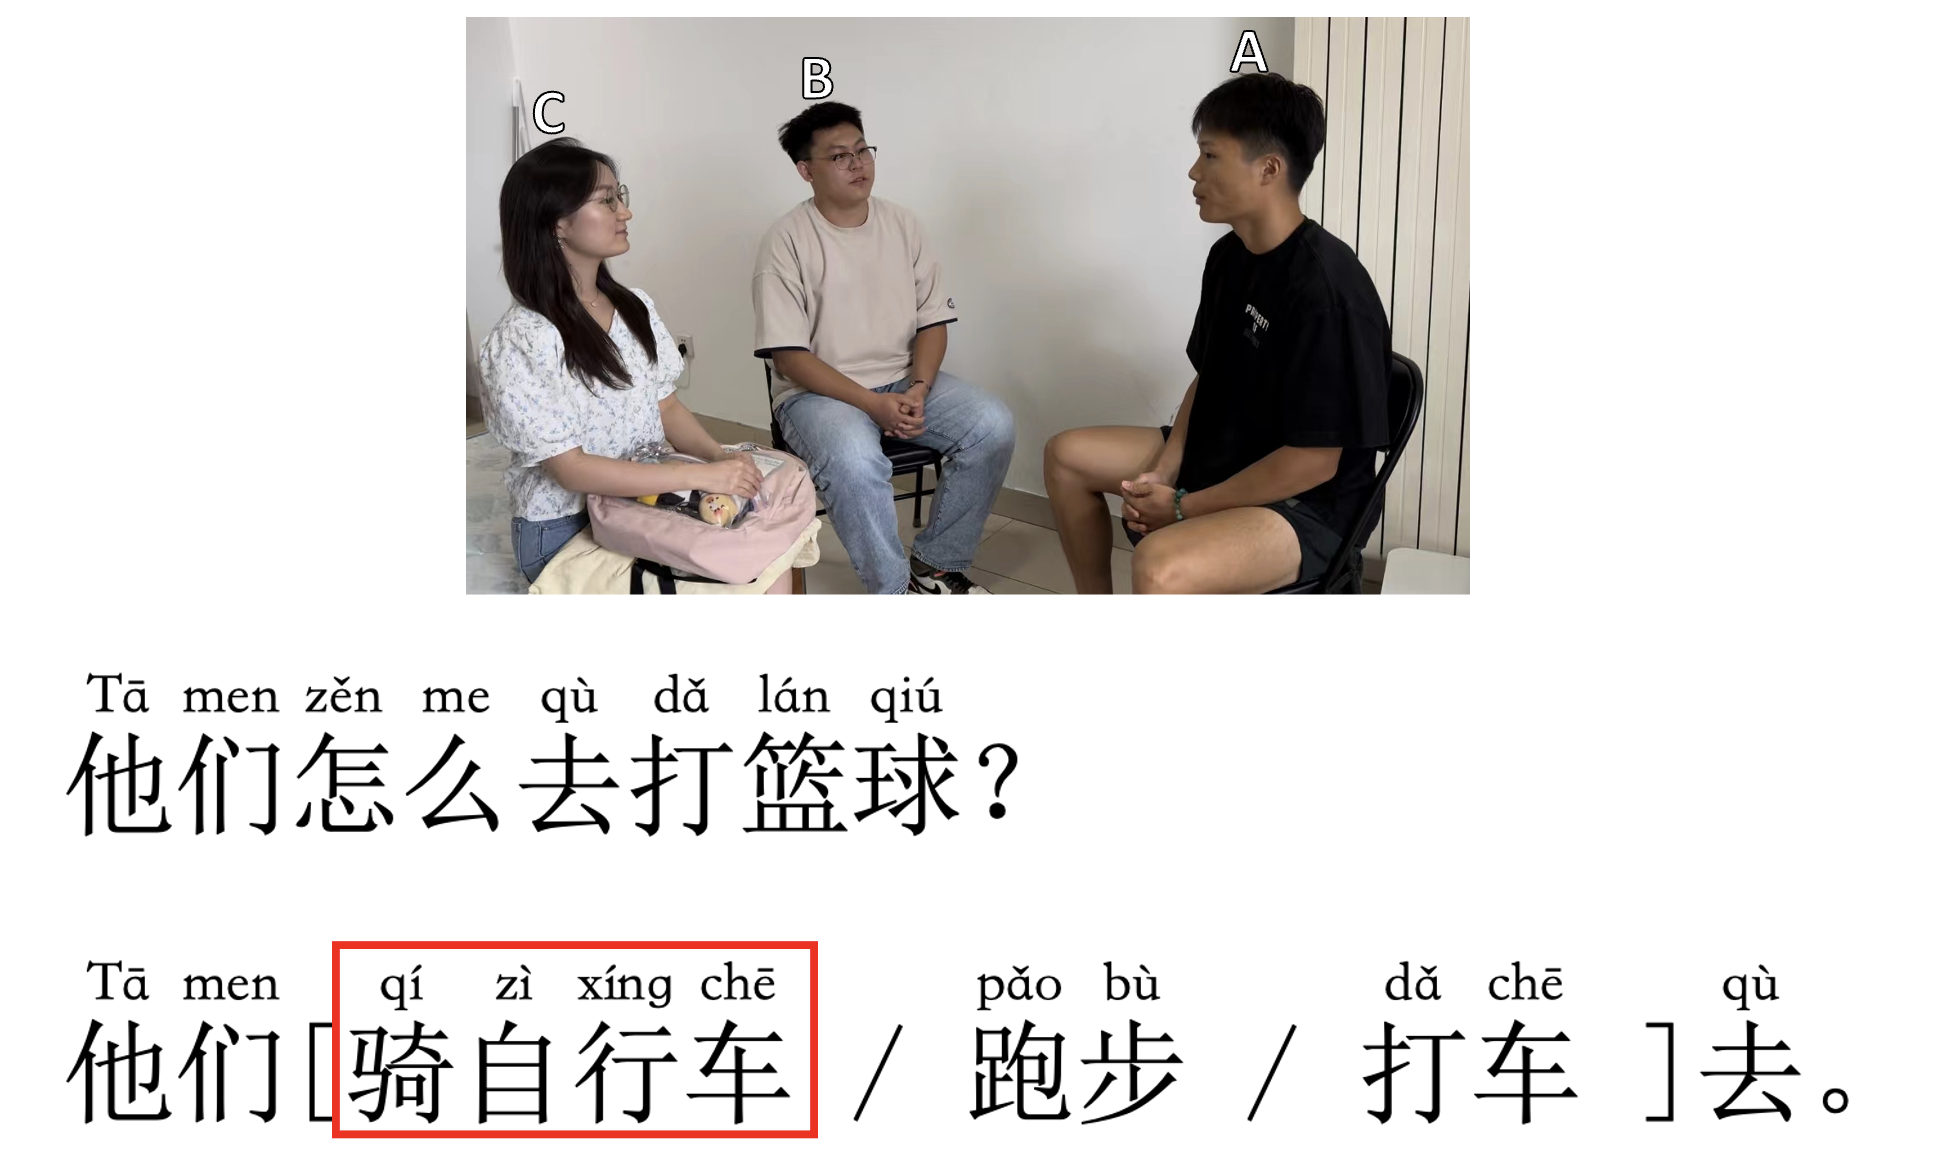 C B A
Tā men zěn me qù dǎ lán qiú
他们怎么去打篮球？
Tā men qí zì xíng chē pǎo bù dǎ chē qù
他们[骑自行车 / 跑步 / 打车 ]去。